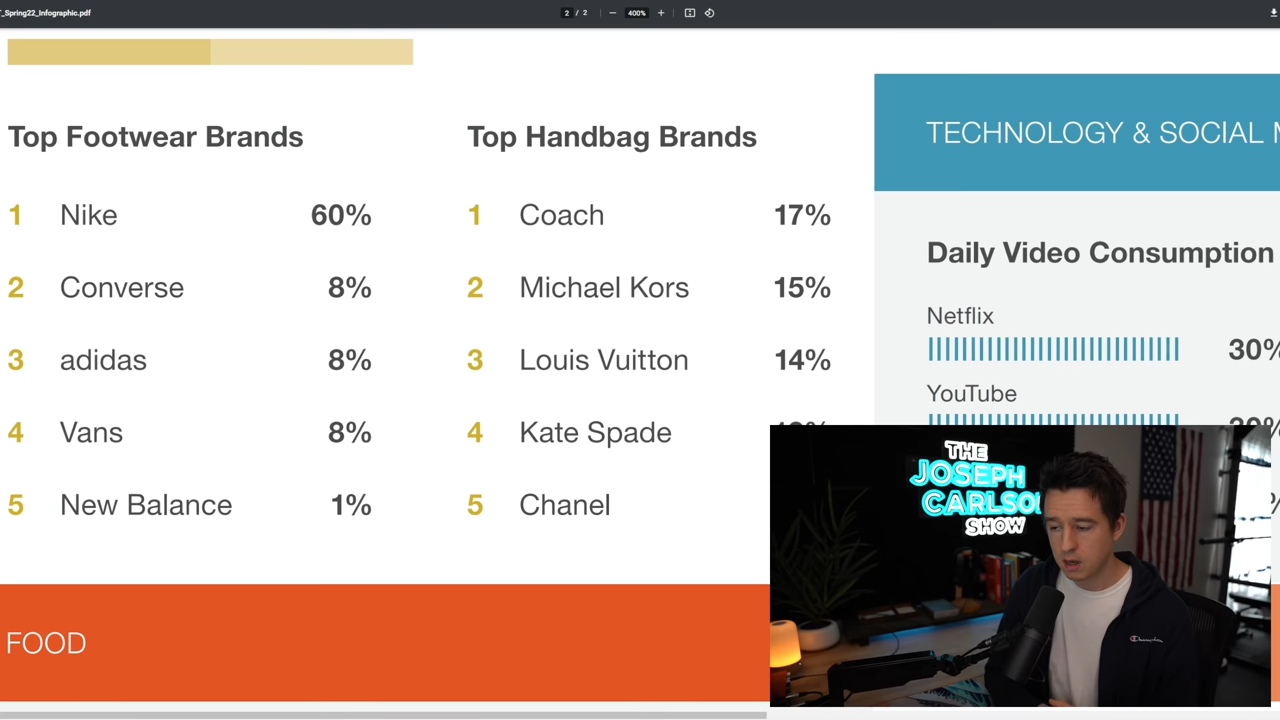 _Spring22_Infographic.pdf
2 / 2
400%
Top Footwear Brands
1 Nike 60%
2 Converse 8%
3 adidas 8%
4 Vans 8%
5 New Balance 1%
Top Handbag Brands
1 Coach 17%
2 Michael Kors 15%
3 Louis Vuitton 14%
4 Kate Spade
5 Chanel
TECHNOLOGY & SOCIAL
Daily Video Consumption
Netflix
30%
YouTube
FOOD
THE
JOSEPH
CARLSON
SHOW
Champion